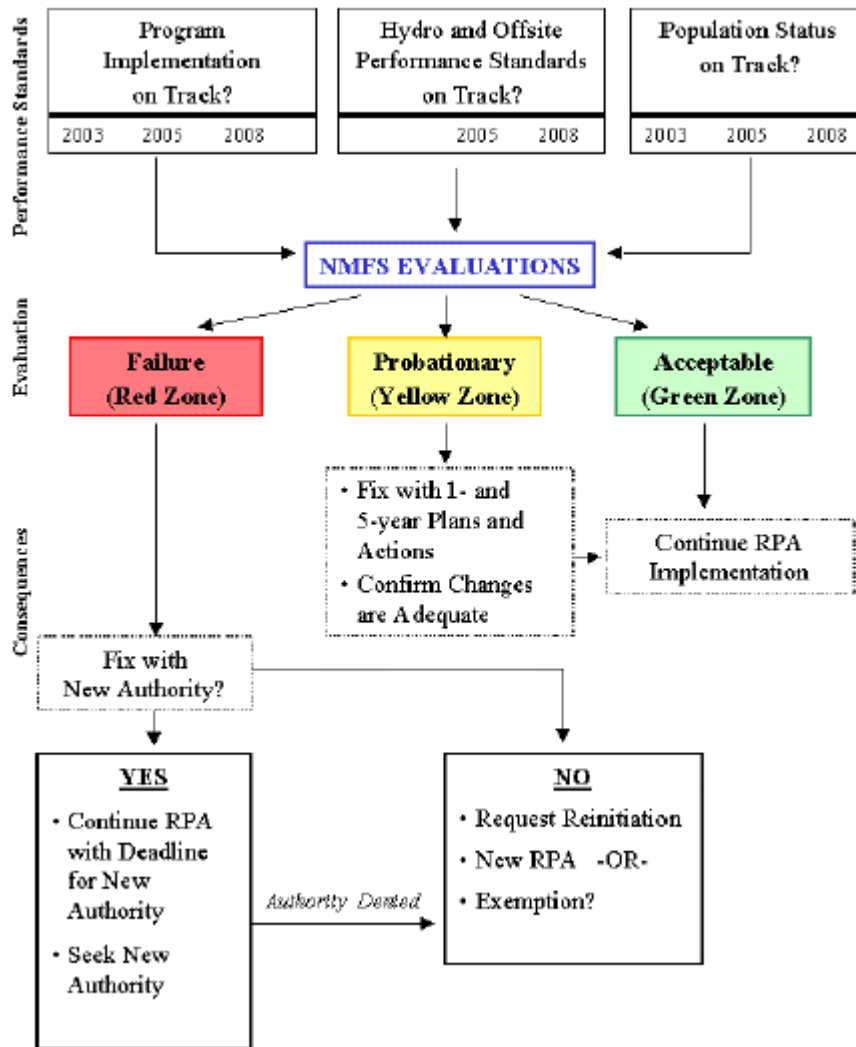 Performance Standards
Program
Implementation
on Track?
2003 2005 2008
Hydro and Offsite
Performance Standards
on Track?
2005 2008
Population Status
on Track?
2003 2005 2008
NMFS EVALUATIONS
Evaluation
Failure
(Red Zone)
Probationary
(Yellow Zone)
Acceptable
(Green Zone)
Consequences
• Fix with 1- and
5-year Plans and
Actions
• Confirm Changes
are Adequate
Continue RPA
Implementation
Fix with
New Authority?
YES
• Continue RPA
with Deadline
for New
Authority
• Seek New
Authority
Authority Denied
NO
• Request Reinitiation
• New RPA -OR-
• Exemption?